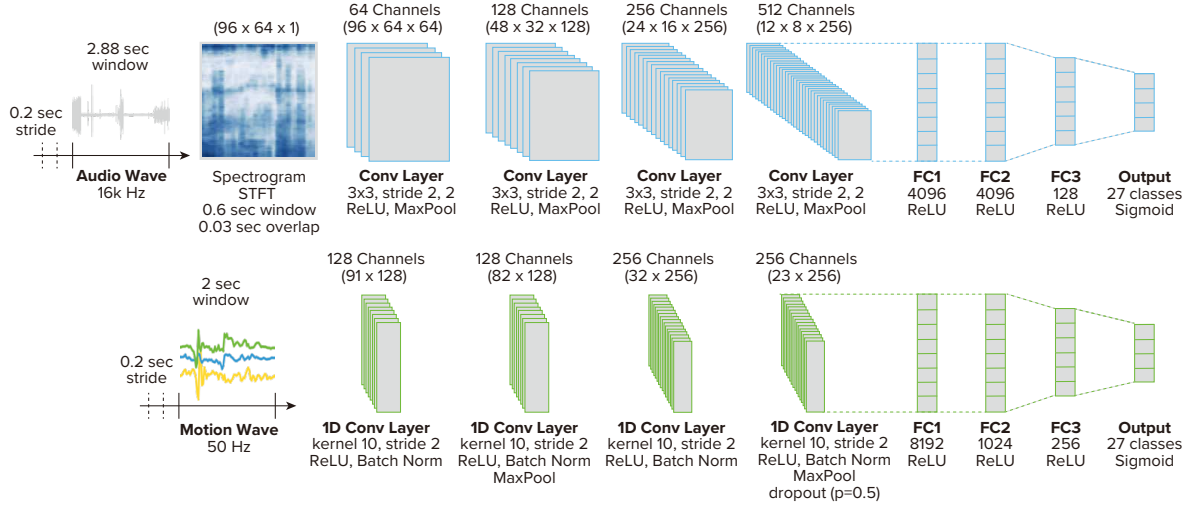 2.88 sec
window
0.2 sec
stride
Audio Wave
16k Hz
(96 x 64 x 1)
Spectrogram
STFT
0.6 sec window
0.03 sec overlap
64 Channels
(96 x 64 x 64)
Conv Layer
3x3, stride 2, 2
ReLU, MaxPool
128 Channels
(48 x 32 x 128)
Conv Layer
3x3, stride 2, 2
ReLU, MaxPool
256 Channels
(24 x 16 x 256)
Conv Layer
3x3, stride 2, 2
ReLU, MaxPool
512 Channels
(12 x 8 x 256)
Conv Layer
3x3, stride 2, 2
ReLU, MaxPool
FC1
4096
ReLU
FC2
4096
ReLU
FC3
128
ReLU
Output
27 classes
Sigmoid
2 sec
window
0.2 sec
stride
Motion Wave
50 Hz
128 Channels
(91 x 128)
1D Conv Layer
kernel 10, stride 2
ReLU, Batch Norm
128 Channels
(82 x 128)
1D Conv Layer
kernel 10, stride 2
ReLU, Batch Norm
MaxPool
256 Channels
(32 x 256)
1D Conv Layer
kernel 10, stride 2
ReLU, Batch Norm
256 Channels
(23 x 256)
1D Conv Layer
kernel 10, stride 2
ReLU, Batch Norm
MaxPool
dropout (p=0.5)
FC1
8192
ReLU
FC2
1024
ReLU
FC3
256
ReLU
Output
27 classes
Sigmoid